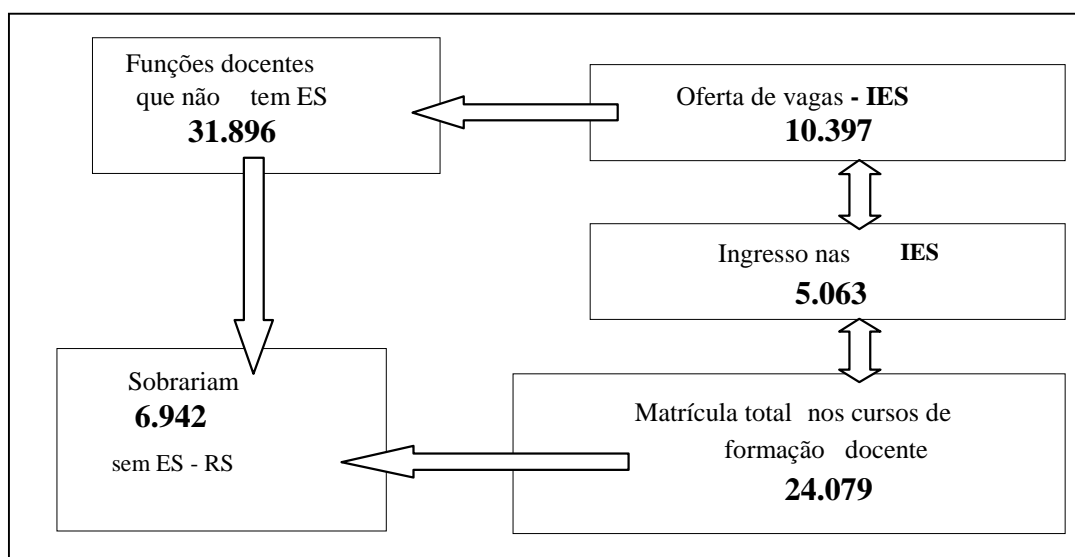 Funções docentes
que não tem ES
31.896
Oferta de vagas - IES
10.397
Ingresso nas IES
5.063
Sobrariam
6.942
sem ES - RS
Matrícula total nos cursos de
formação docente
24.079